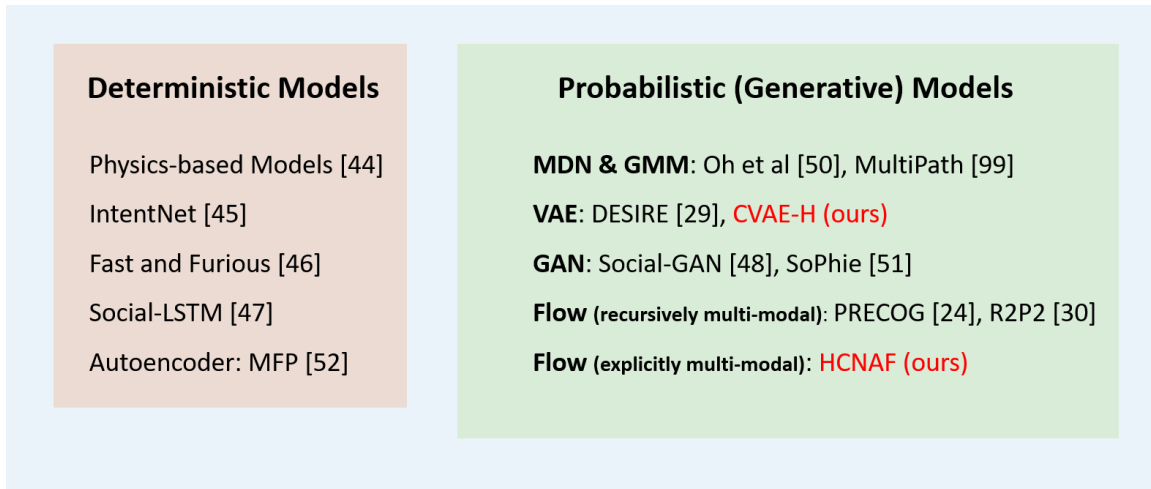 Deterministic Models
Physics-based Models [44]
IntentNet [45]
Fast and Furious [46]
Social-LSTM [47]
Autoencoder: MFP [52]
Probabilistic (Generative) Models
MDN & GMM: Oh et al [50], MultiPath [99]
VAE: DESIRE [29], CVAE-H (ours)
GAN: Social-GAN [48], SoPhie [51]
Flow (recursively multi-modal): PRECOG [24], R2P2 [30]
Flow (explicitly multi-modal): HCNAF (ours)